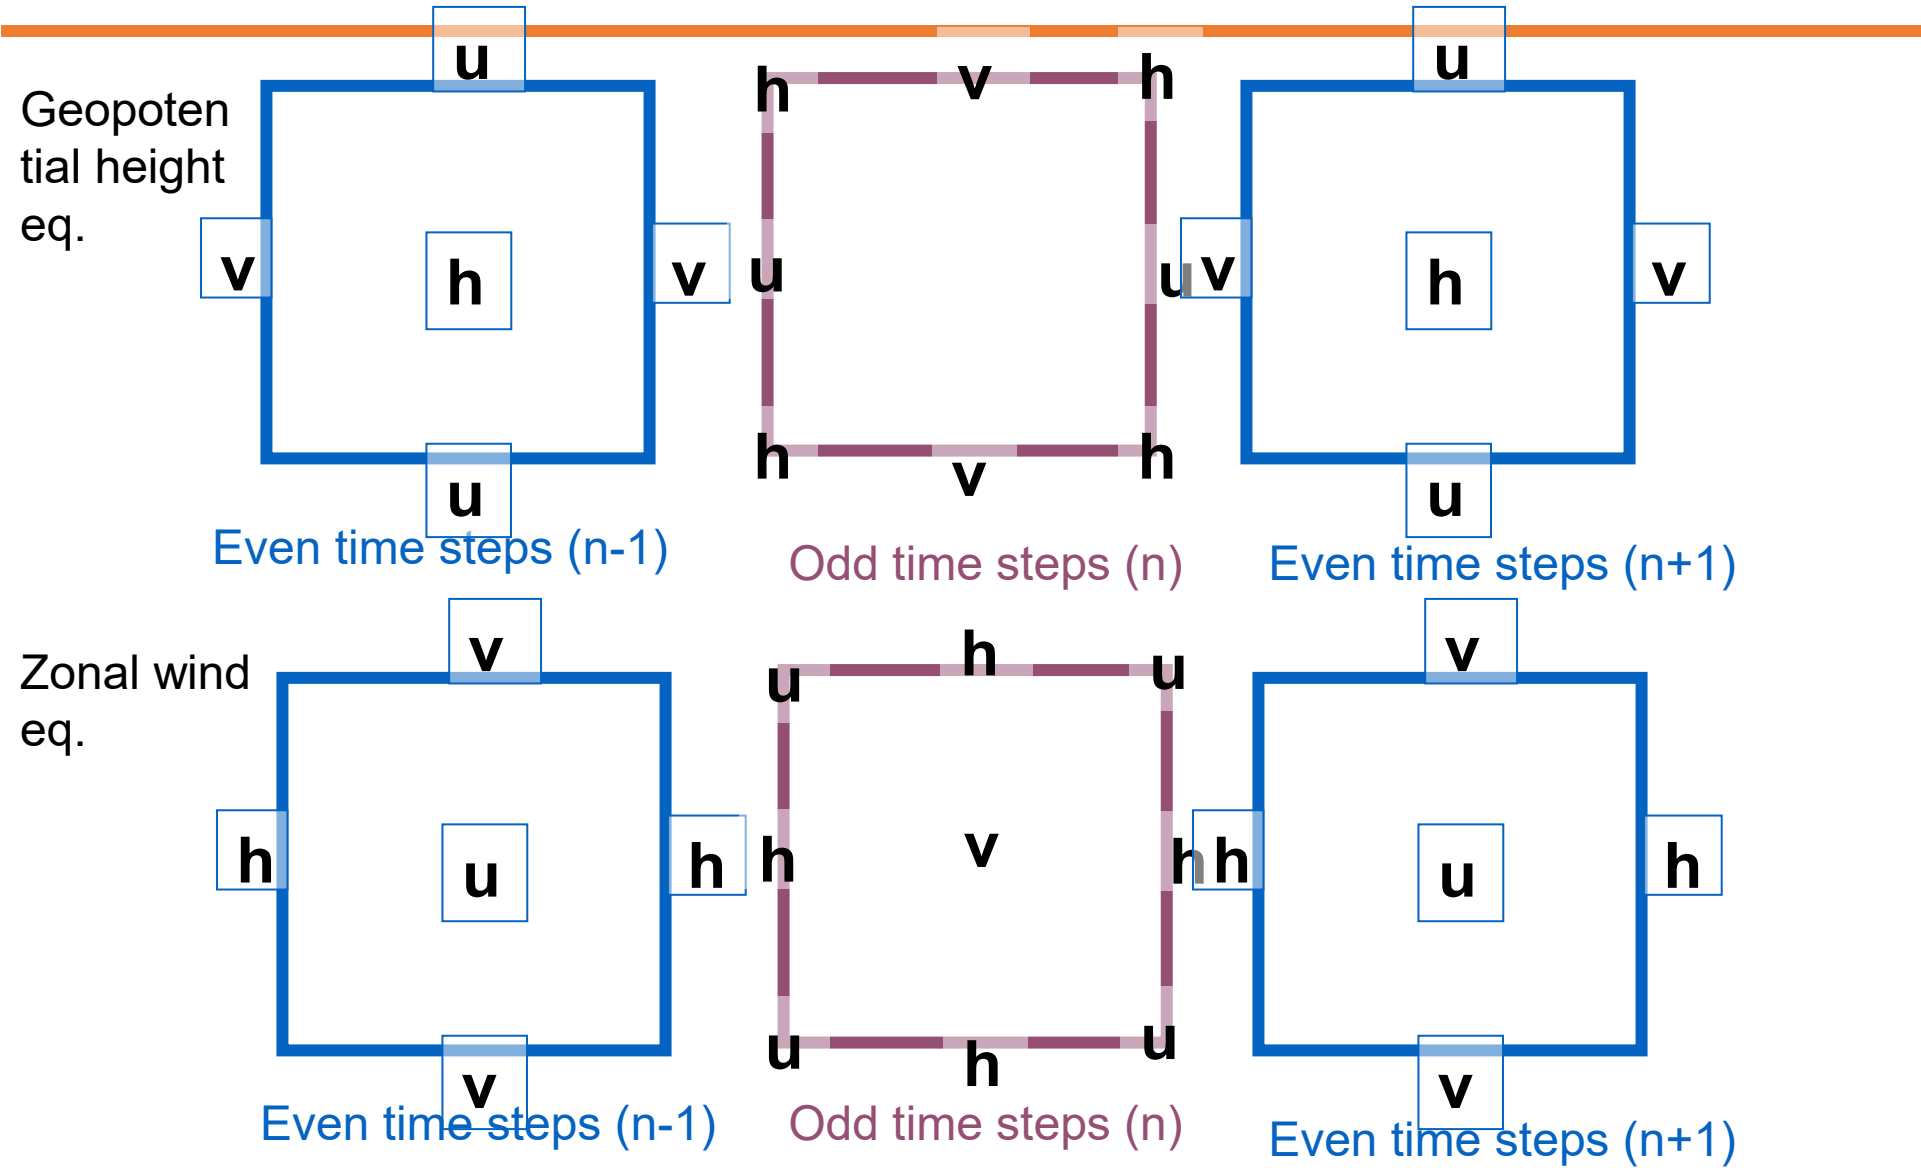 u u
h v h
Geopoten
tial height
eq.
v h v u u v h v
h h
u v u
Even time steps (n-1) Odd time steps (n) Even time steps (n+1)
v h v
Zonal wind
eq.
u u
h u h h v h h u h
u u
v h v
Even time steps (n-1) Odd time steps (n) Even time steps (n+1)